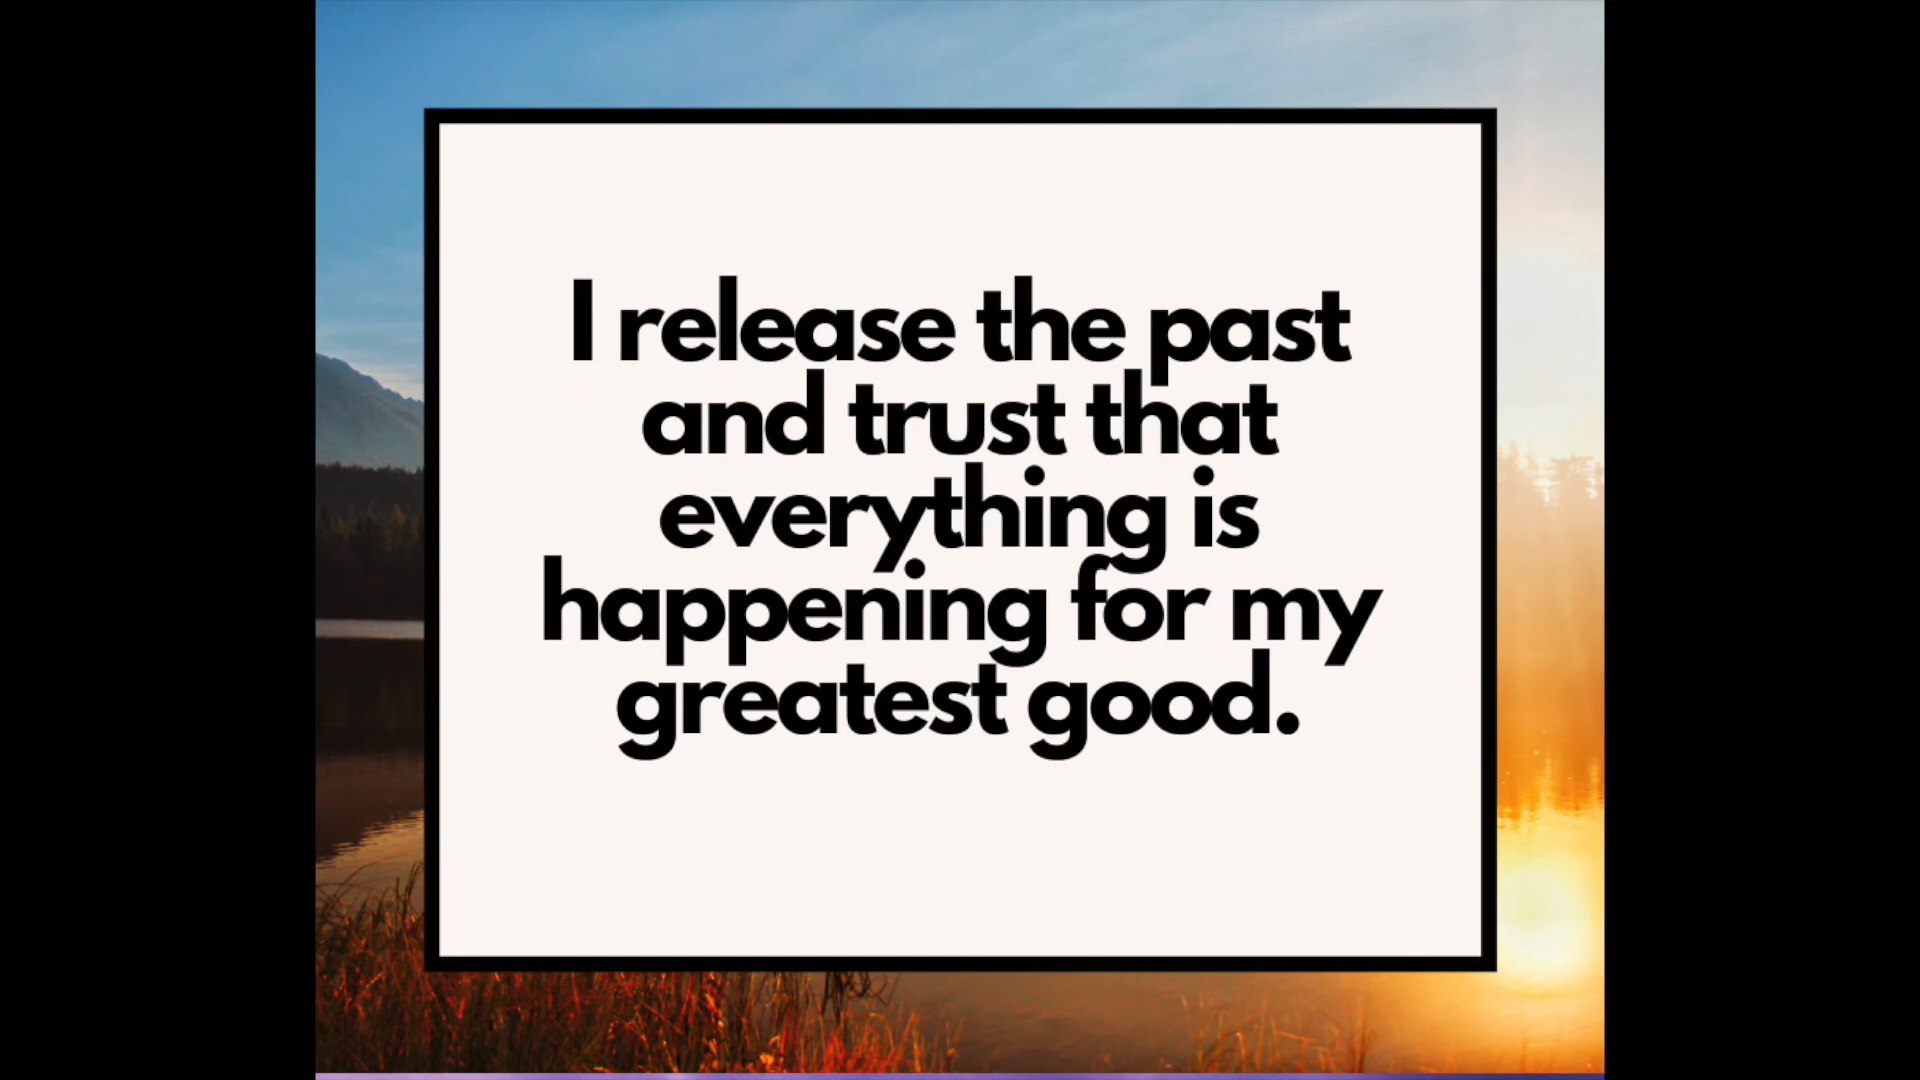 I release the past
and trust that
everything is
happening for my
greatest good.